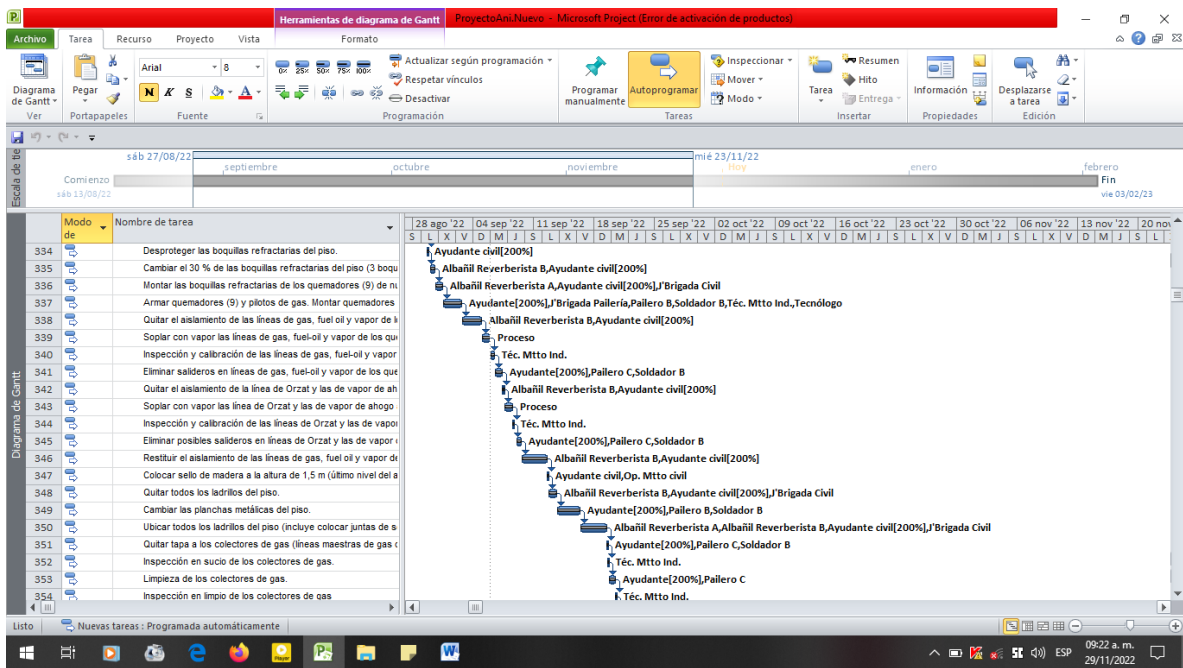 Herramientas de diagrama de Gantt ProyectoAni.Nuevo - Microsoft Project (Error de activación de productos)
Archivo Tarea Recurso Proyecto Vista Formato
Diagrama de Gantt
Ver
Pegar
Portapapeles
Arial 8
N K S A
Fuente
0% 25% 50% 75% 100%
Actualizar según programación
Respetar vínculos
Desactivar
Programación
Programar manualmente
Autoprogramar
Inspeccionar
Mover
Modo
Tareas
Tarea
Resumen
Hito
Entrega
Insertar
Información
Propiedades
Desplazarse a tarea
Edición
Escala de tie
sáb 27/08/22 mié 23/11/22
septiembre octubre noviembre Hoy enero febrero
Comienzo Fin
sáb 13/08/22 vie 03/02/23
Modo de Nombre de tarea
28 ago '22 04 sep '22 11 sep '22 18 sep '22 25 sep '22 02 oct '22 09 oct '22 16 oct '22 23 oct '22 30 oct '22 06 nov '22 13 nov '22 20 nov
S L X V D M J S L X V D M J S L X V D M J S L X V D M J S L X V D M J S L X V D M J S L
Diagrama de Gantt
334 Desproteger las boquillas refractarias del piso. Ayudante civil[200%]
335 Cambiar el 30 % de las boquillas refractarias del piso (3 boqu Albañil Reverberista B,Ayudante civil[200%]
336 Montar las boquillas refractarias de los quemadores (9) de nu Albañil Reverberista A,Ayudante civil[200%],J'Brigada Civil
337 Armar quemadores (9) y pilotos de gas. Montar quemadores Ayudante[200%],J'Brigada Pailería,Pailero B,Soldador B,Téc. Mtto Ind.,Tecnólogo
338 Quitar el aislamiento de las líneas de gas, fuel oil y vapor de l Albañil Reverberista B,Ayudante civil[200%]
339 Soplar con vapor las líneas de gas, fuel-oil y vapor de los qu Proceso
340 Inspección y calibración de las líneas de gas, fuel-oil y vapor Téc. Mtto Ind.
341 Eliminar salideros en líneas de gas, fuel-oil y vapor de los que Ayudante[200%],Pailero C,Soldador B
342 Quitar el aislamiento de la línea de Orzat y las de vapor de ah Albañil Reverberista B,Ayudante civil[200%]
343 Soplar con vapor las línea de Orzat y las de vapor de ahogo Proceso
344 Inspección y calibración de las líneas de Orzat y las de vapo Téc. Mtto Ind.
345 Eliminar posibles salideros en líneas de Orzat y las de vapor Ayudante[200%],Pailero C,Soldador B
346 Restituir el aislamiento de las líneas de gas, fuel oil y vapor de Albañil Reverberista B,Ayudante civil[200%]
347 Colocar sello de madera a la altura de 1,5 m (último nivel del a Ayudante civil,Op. Mtto civil
348 Quitar todos los ladrillos del piso. Albañil Reverberista B,Ayudante civil[200%],J'Brigada Civil
349 Cambiar las planchas metálicas del piso. Ayudante[200%],Pailero B,Soldador B
350 Ubicar todos los ladrillos del piso (incluye colocar juntas de s Albañil Reverberista A,Albañil Reverberista B,Ayudante civil[200%],J'Brigada Civil
351 Quitar tapa a los colectores de gas (líneas maestras de gas Ayudante[200%],Pailero C,Soldador B
352 Inspección en sucio de los colectores de gas. Téc. Mtto Ind.
353 Limpieza de los colectores de gas. Ayudante[200%],Pailero C
354 Inspección en limpio de los colectores de gas Téc. Mtto Ind.
Listo Nuevas tareas : Programada automáticamente
ESP 09:22 a. m.
29/11/2022